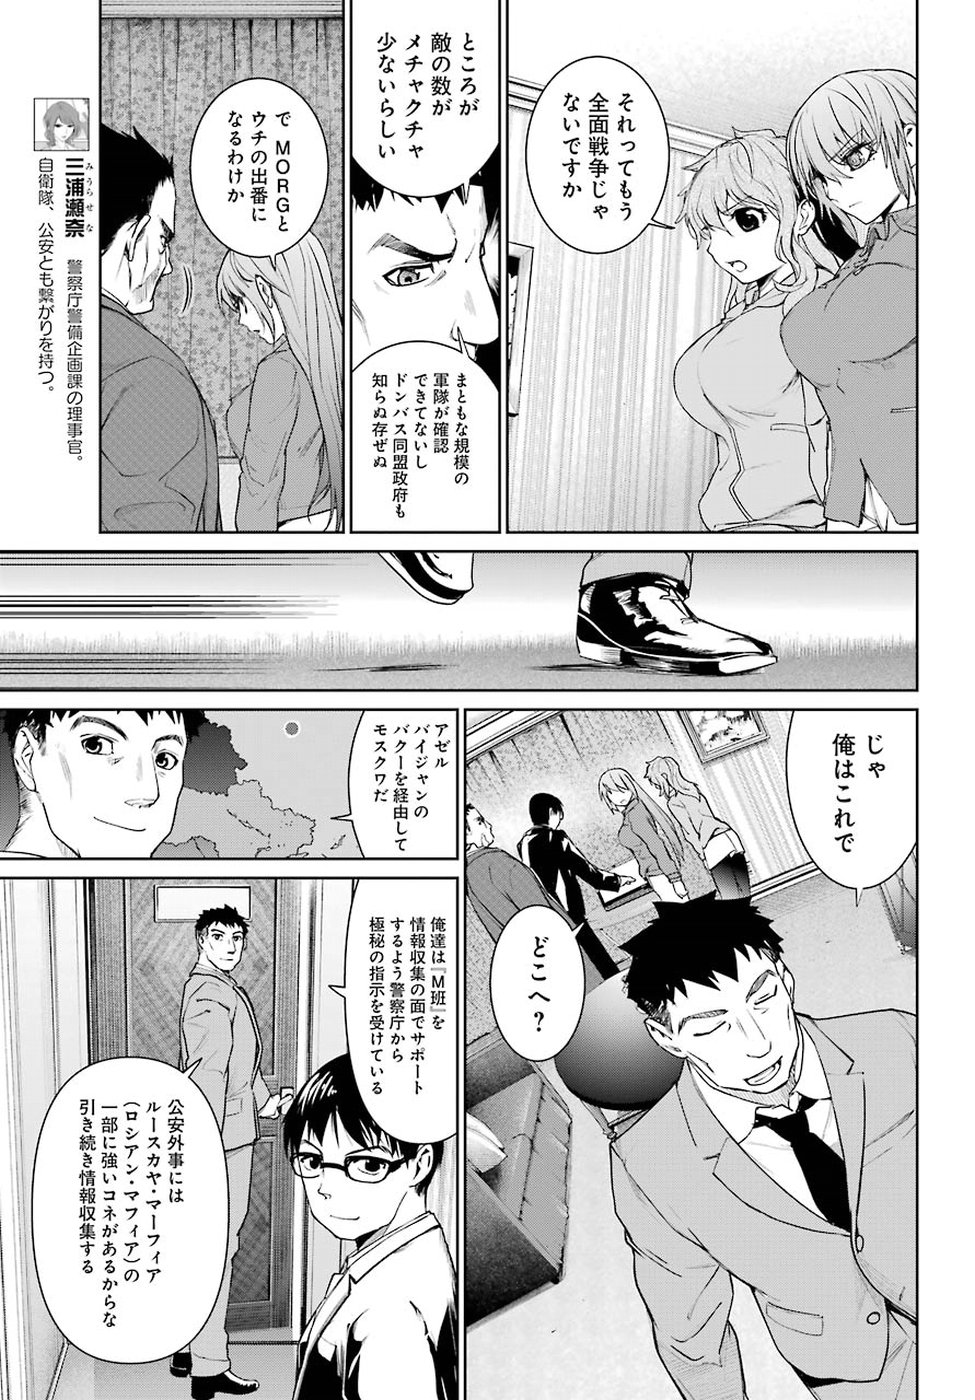 それってもう
全面戦争じゃ
ないですか
ところが
敵の数が
メチャクチャ
少ないらしい
まともな規模の
軍隊が確認
できてないし
ドンバス同盟政府も
知らぬ存ぜぬ
で MORGと
ウチの出番に
なるわけか
三浦瀬奈 警察庁警備企画課の理事官。
みうらせな
自衛隊、公安とも繋がりを持つ。
じゃ
俺はこれで
どこへ?
アゼル
バイジャンの
バクーを経由して
モスクワだ
俺達は『M班』を
情報収集の面でサポート
するよう警察庁から
極秘の指示を受けている
公安外事には
ルースカヤ・マーフィア
(ロシアン・マフィア)の
一部に強いコネがあるからな
引き続き情報収集する